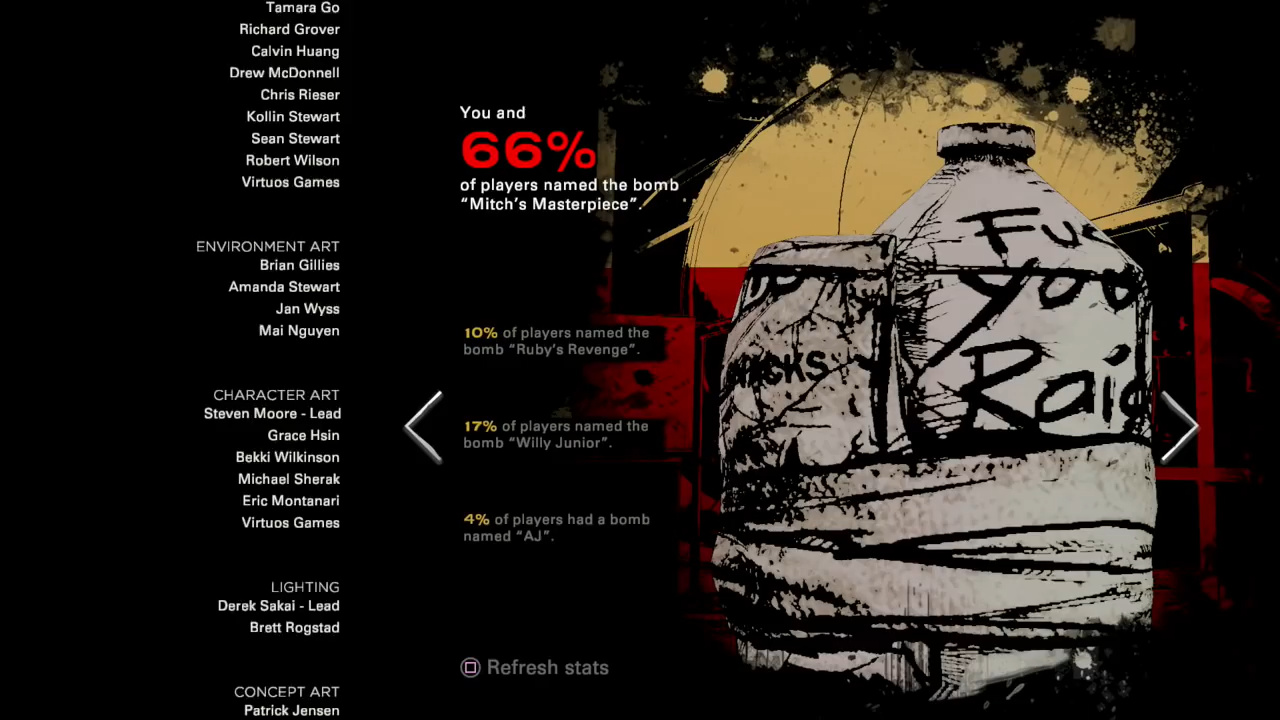 Tamara Go
Richard Grover
Calvin Huang
Drew McDonnell
Chris Rieser
Kollin Stewart
Sean Stewart
Robert Wilson
Virtuos Games
ENVIRONMENT ART
Brian Gillies
Amanda Stewart
Jan Wyss
Mai Nguyen
CHARACTER ART
Steven Moore - Lead
Grace Hsin
Bekki Wilkinson
Michael Sherak
Eric Montanari
Virtuos Games
LIGHTING
Derek Sakai - Lead
Brett Rogstad
CONCEPT ART
Patrick Jensen
You and
66%
of players named the bomb
“Mitch's Masterpiece”.
10% of players named the
bomb “Ruby's Revenge”.
17% of players named the
bomb “Willy Junior”.
4% of players had a bomb
named “AJ”.
Refresh stats
Fuc
you
Raid